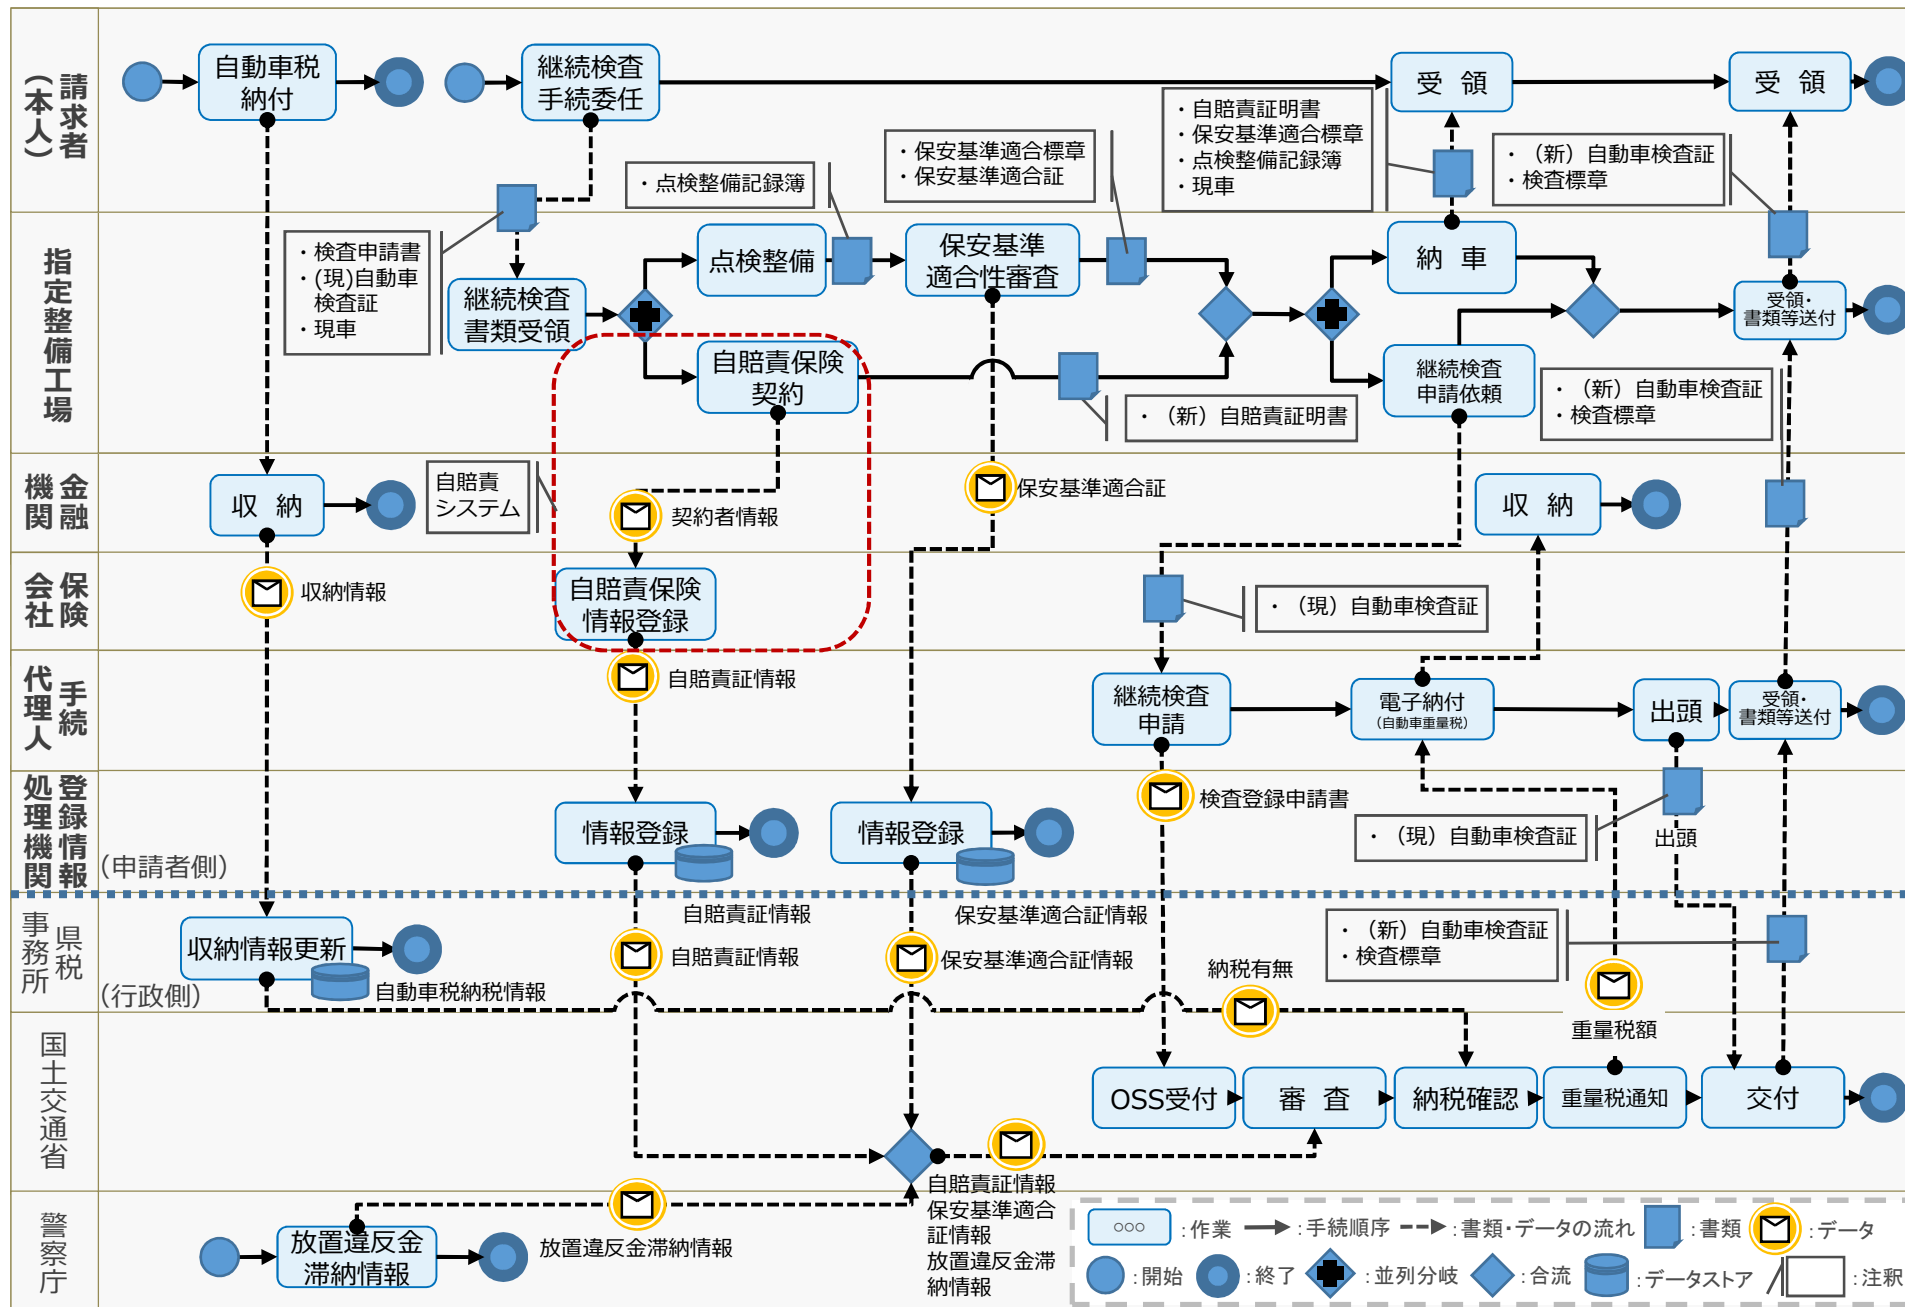 請求者
（本人）
自動車税
納付
継続検査
手続委任
受 領
受 領
・自賠責証明書
・保安基準適合標章
・点検整備記録簿
・現車
・（新）自動車検査証
・検査標章
・保安基準適合標章
・保安基準適合証
・点検整備記録簿
指定整備工場
・検査申請書
・(現)自動車
検査証
・現車
継続検査
書類受領
点検整備
保安基準
適合性審査
納 車
受領・
書類等送付
自賠責保険
契約
継続検査
申請依頼
・（新）自賠責証明書
・（新）自動車検査証
・検査標章
金融
機関
収 納
自賠責
システム
契約者情報
保安基準適合証
収 納
保険
会社
収納情報
自賠責保険
情報登録
・（現）自動車検査証
手続
代理人
自賠責証情報
継続検査
申請
電子納付
（自動車重量税）
出頭
受領・
書類等送付
登録情報
処理機関
（申請者側）
情報登録
情報登録
検査登録申請書
・（現）自動車検査証
出頭
県税
事務所
（行政側）
収納情報更新
自動車税納税情報
自賠責証情報
自賠責証情報
保安基準適合証情報
保安基準適合証情報
納税有無
・（新）自動車検査証
・検査標章
重量税額
国土交通省
OSS受付
審 査
納税確認
重量税通知
交付
自賠責証情報
保安基準適合
証情報
放置違反金滞
納情報
警察庁
放置違反金
滞納情報
放置違反金滞納情報
○○○
：作業
：手続順序
：書類・データの流れ
：書類
：データ
：開始
：終了
：並列分岐
：合流
：データストア
：注釈